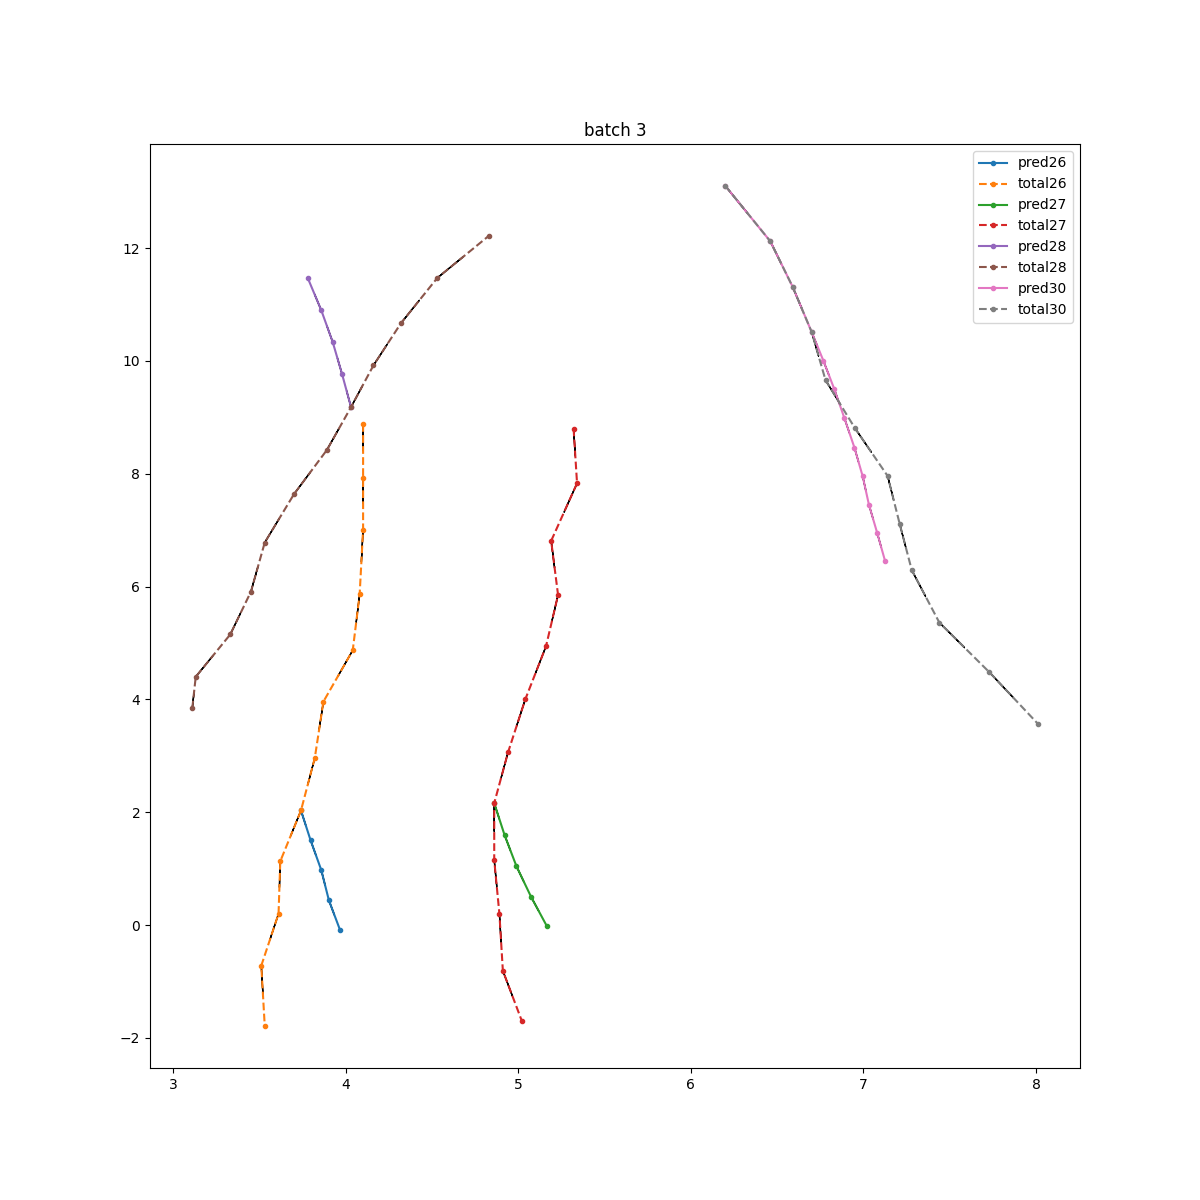 batch 3
pred26
total26
pred27
total27
pred28
total28
pred30
total30
12
10
8
6
4
2
0
−2
3 4 5 6 7 8